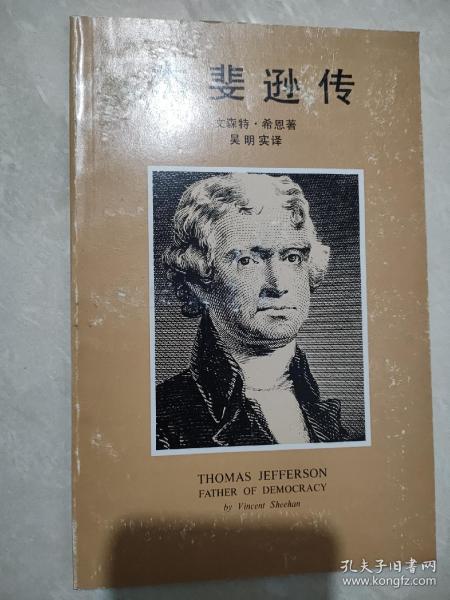 杰斐逊传
文森特·希恩著
吴明实译
THOMAS JEFFERSON
FATHER OF DEMOCRACY
by Vincent Sheehan
孔夫子旧书网
www.kongfz.com